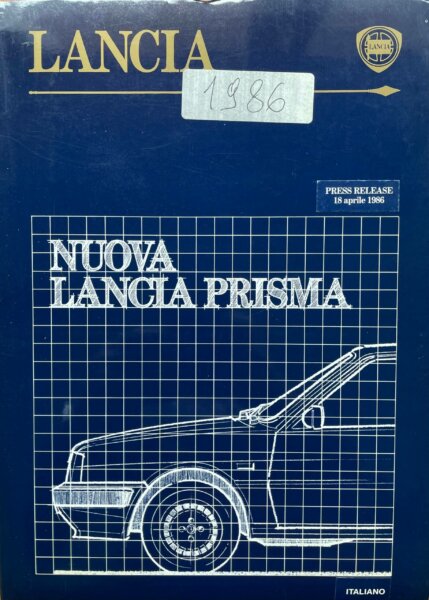 LANCIA
LANCIA
1986
PRESS RELEASE
18 aprile 1986
NUOVA
LANCIA PRISMA
ITALIANO